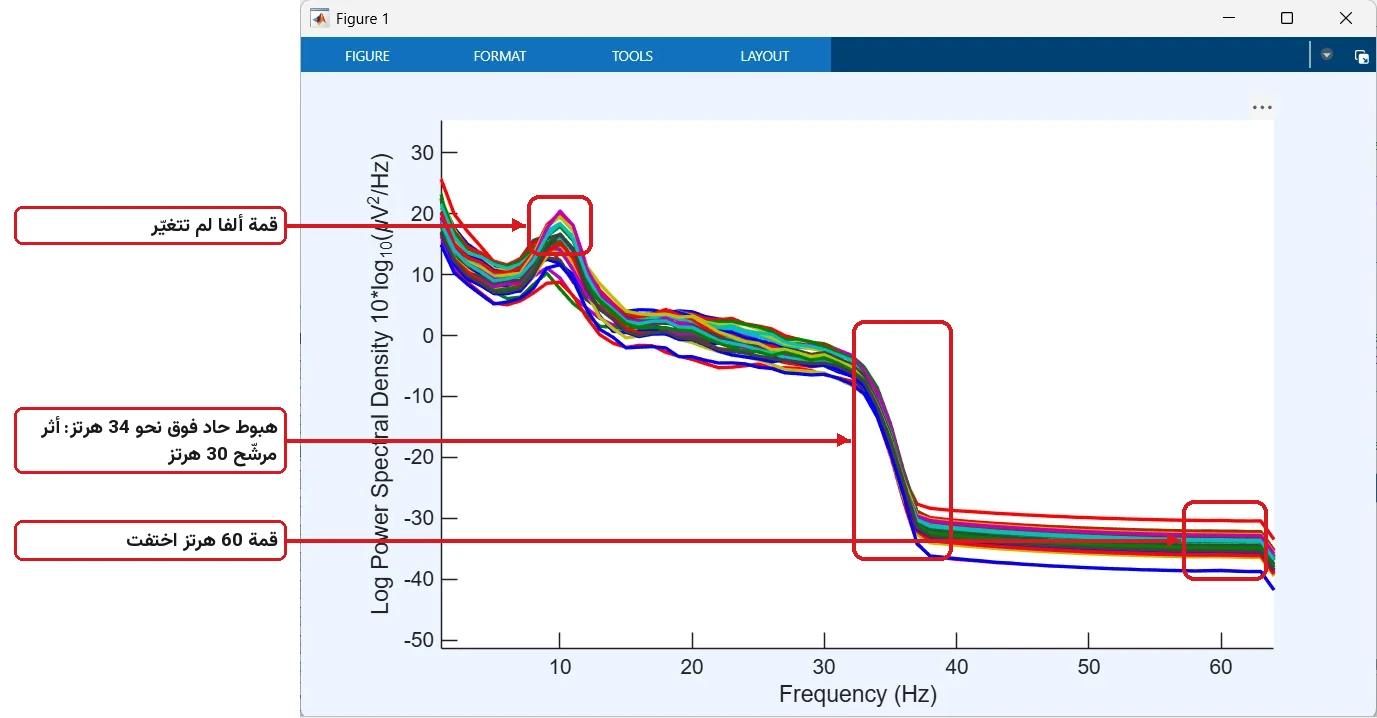 Figure 1
FIGURE
FORMAT
TOOLS
LAYOUT
قمة ألفا لم تتغيّر
هبوط حاد فوق نحو 34 هرتز: أثر
مرشّح 30 هرتز
قمة 60 هرتز اختفت
Log Power Spectral Density 10*log10(μV²/Hz)
30
20
10
0
-10
-20
-30
-40
-50
10
20
30
40
50
60
Frequency (Hz)